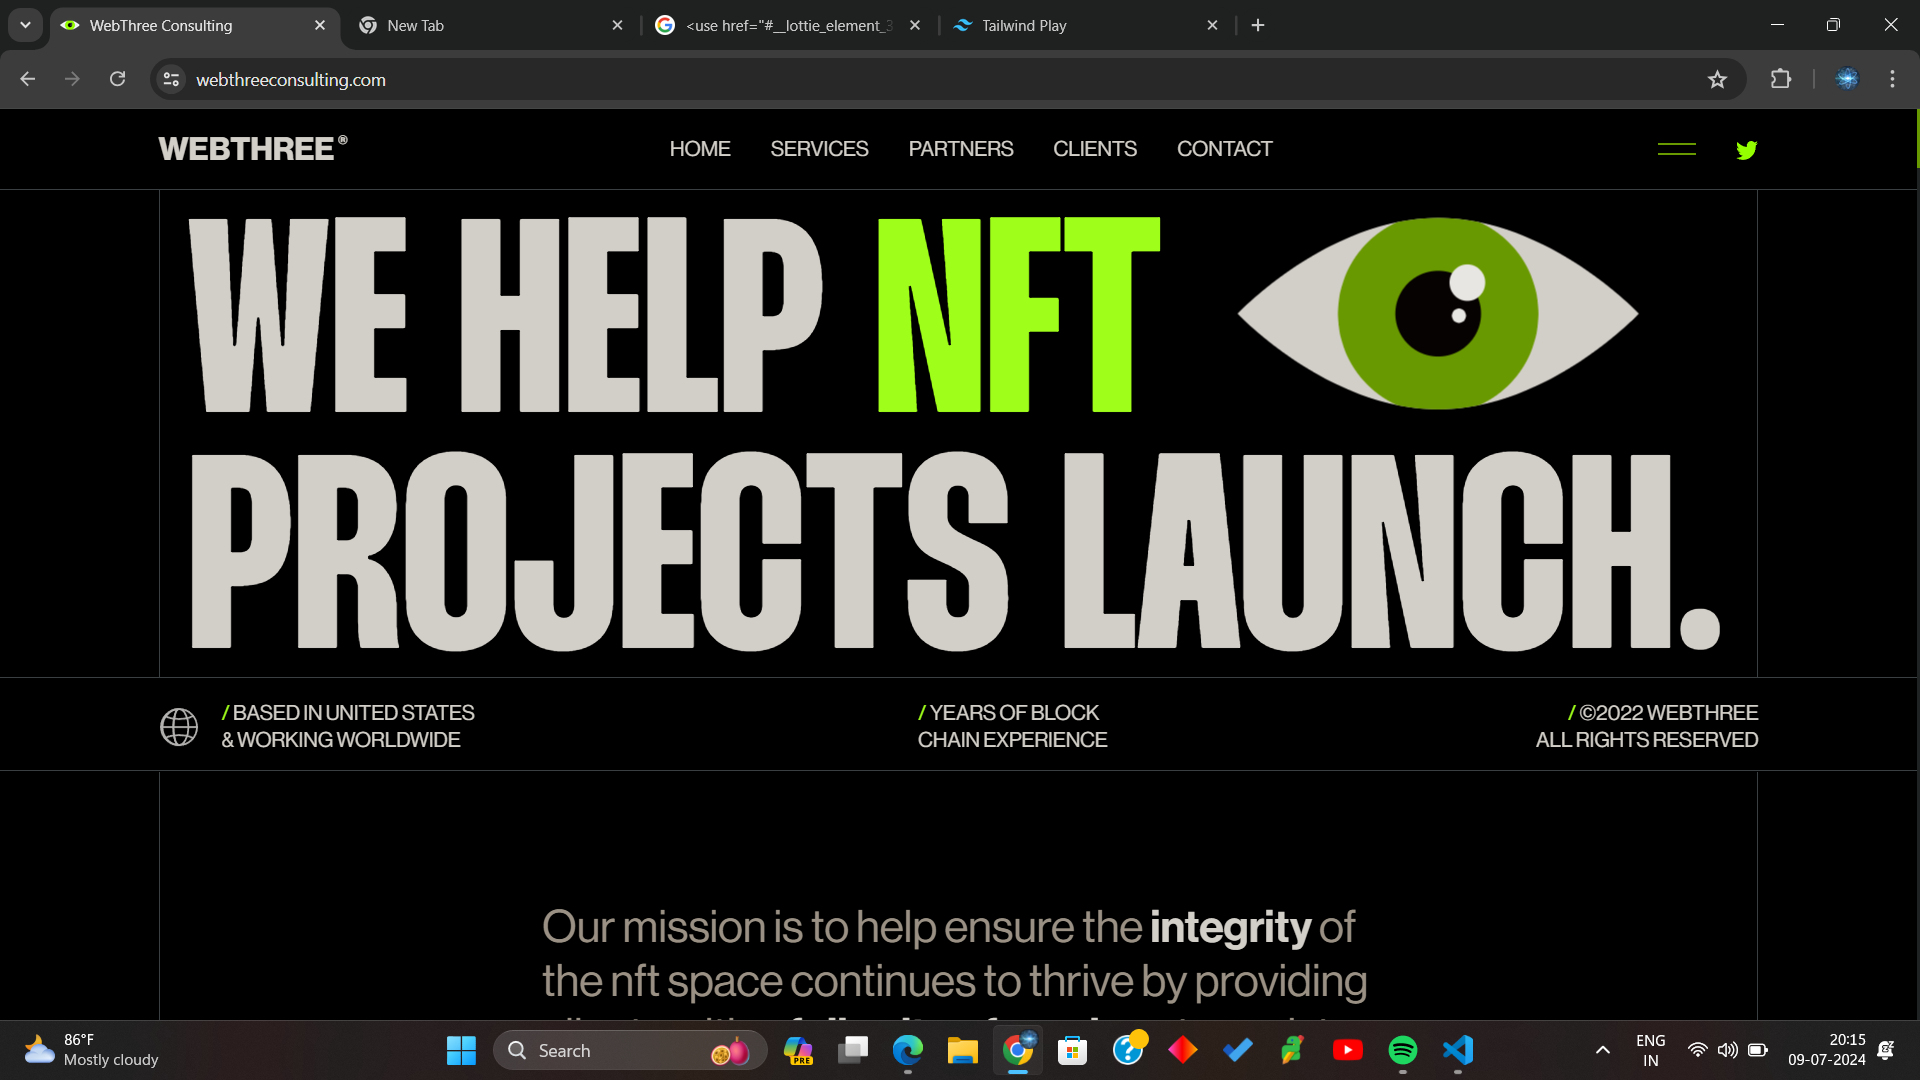 WebThree Consulting
New Tab
<use href="#__lottie_element_3
Tailwind Play
webthreeconsulting.com
WEBTHREE®
HOME SERVICES PARTNERS CLIENTS CONTACT
WE HELP NFT
PROJECTS LAUNCH.
/ BASED IN UNITED STATES
& WORKING WORLDWIDE
/ YEARS OF BLOCK
CHAIN EXPERIENCE
/ ©2022 WEBTHREE
ALL RIGHTS RESERVED
Our mission is to help ensure the integrity of
the nft space continues to thrive by providing
86°F
Mostly cloudy
Search
PRE
ENG
IN
20:15
09-07-2024